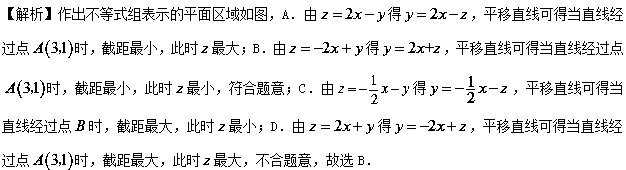 【解析】作出不等式组表示的平面区域如图，A．由z=2x−y得y=2x−z，平移直线可得当直线经
过点A(3,1)时，截距最小，此时z最大；B．由z=−2x+y得y=2x+z，平移直线可得当直线经过点
A(3,1)时，截距最小，此时z最小，符合题意；C．由z=−1/2x−y得y=−1/2x−z，平移直线可得当
直线经过点B时，截距最大，此时z最小；D．由z=2x+y得y=−2x+z，平移直线可得当直线经
过点A(3,1)时，截距最大，此时z最大，不合题意，故选B．